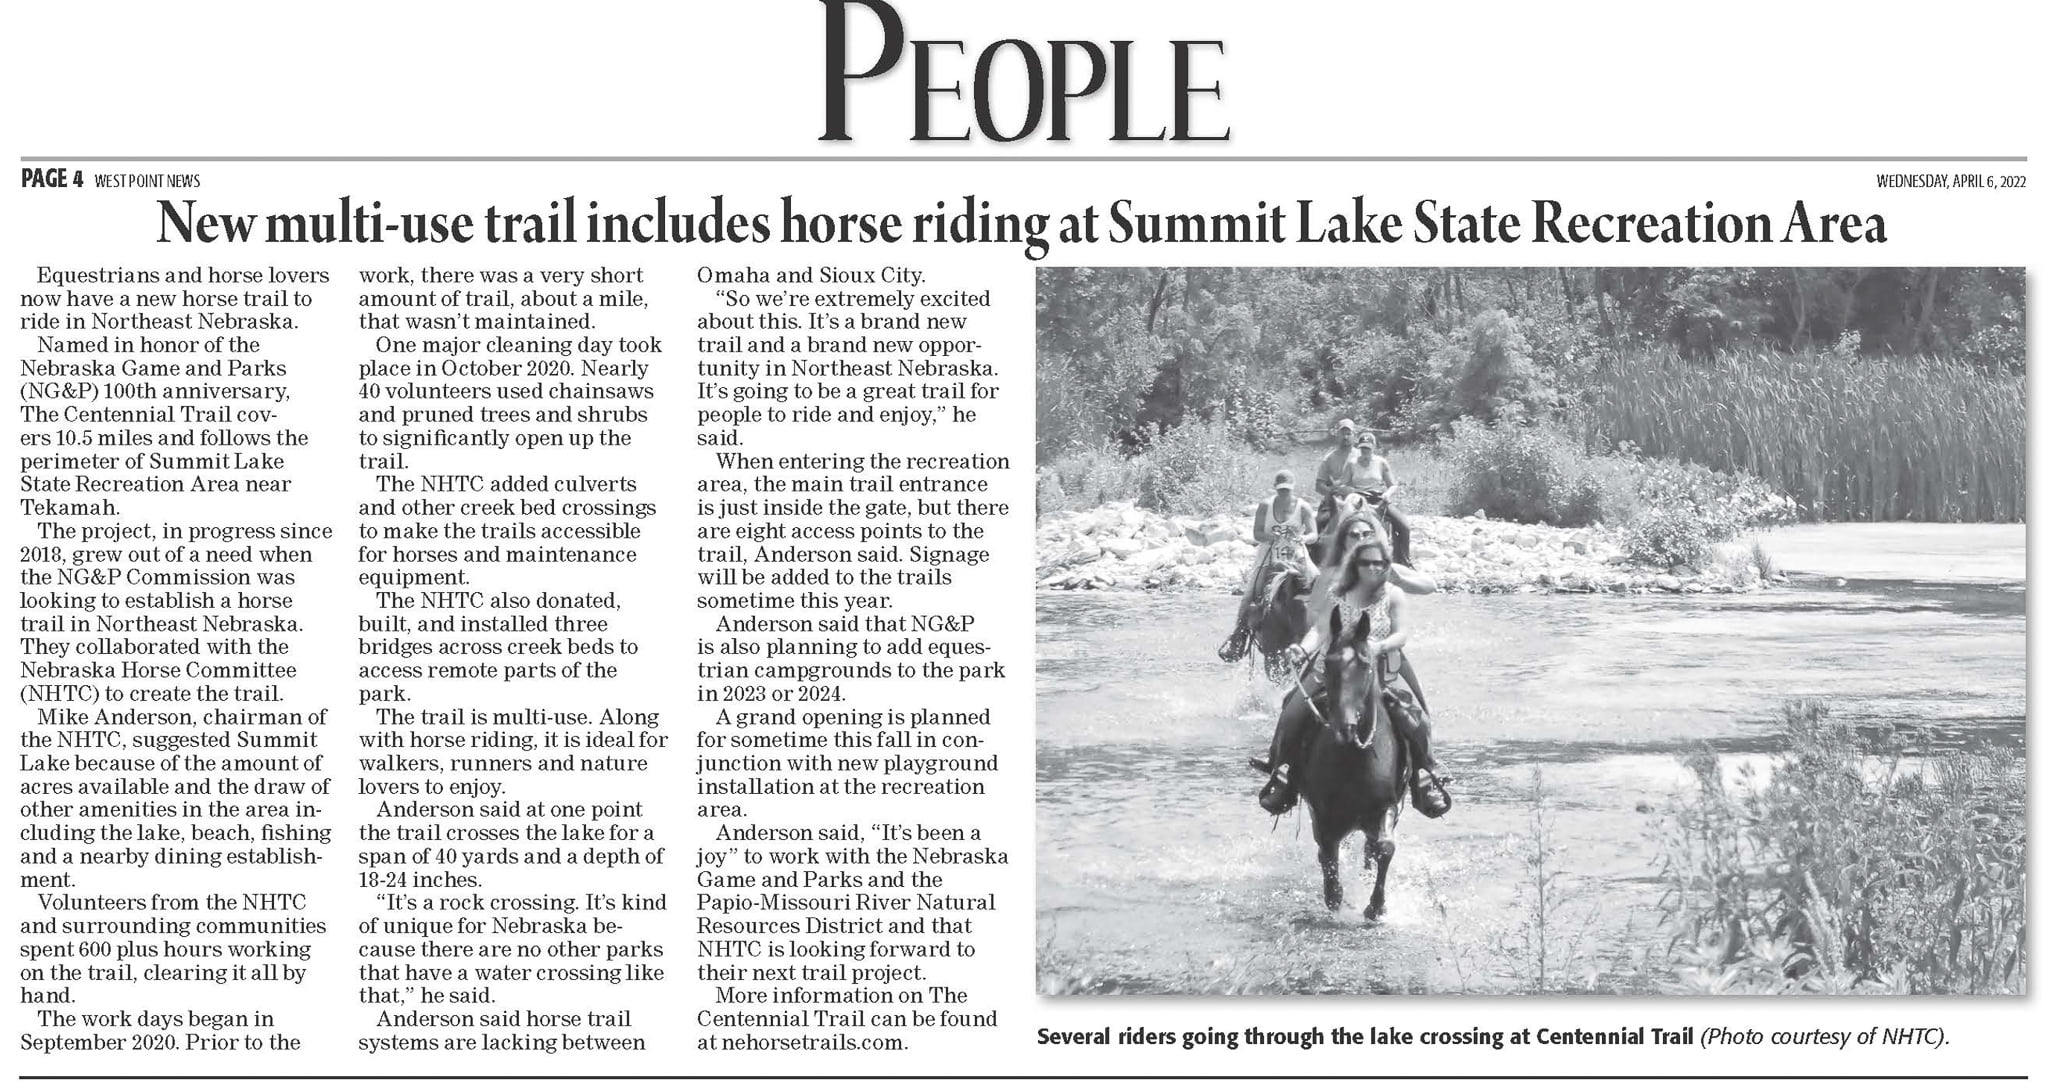 PEOPLE
PAGE 4 WEST POINT NEWS
WEDNESDAY, APRIL 6, 2022
New multi-use trail includes horse riding at Summit Lake State Recreation Area
Equestrians and horse lovers
now have a new horse trail to
ride in Northeast Nebraska.
Named in honor of the
Nebraska Game and Parks
(NG&P) 100th anniversary,
The Centennial Trail cov-
ers 10.5 miles and follows the
perimeter of Summit Lake
State Recreation Area near
Tekamah.
The project, in progress since
2018, grew out of a need when
the NG&P Commission was
looking to establish a horse
trail in Northeast Nebraska.
They collaborated with the
Nebraska Horse Committee
(NHTC) to create the trail.
Mike Anderson, chairman of
the NHTC, suggested Summit
Lake because of the amount of
acres available and the draw of
other amenities in the area in-
cluding the lake, beach, fishing
and a nearby dining establish-
ment.
Volunteers from the NHTC
and surrounding communities
spent 600 plus hours working
on the trail, clearing it all by
hand.
The work days began in
September 2020. Prior to the
work, there was a very short
amount of trail, about a mile,
that wasn't maintained.
One major cleaning day took
place in October 2020. Nearly
40 volunteers used chainsaws
and pruned trees and shrubs
to significantly open up the
trail.
The NHTC added culverts
and other creek bed crossings
to make the trails accessible
for horses and maintenance
equipment.
The NHTC also donated,
built, and installed three
bridges across creek beds to
access remote parts of the
park.
The trail is multi-use. Along
with horse riding, it is ideal for
walkers, runners and nature
lovers to enjoy.
Anderson said at one point
the trail crosses the lake for a
span of 40 yards and a depth of
18-24 inches.
“It's a rock crossing. It's kind
of unique for Nebraska be-
cause there are no other parks
that have a water crossing like
that,” he said.
Anderson said horse trail
systems are lacking between
Omaha and Sioux City.
“So we're extremely excited
about this. It's a brand new
trail and a brand new oppor-
tunity in Northeast Nebraska.
It's going to be a great trail for
people to ride and enjoy,” he
said.
When entering the recreation
area, the main trail entrance
is just inside the gate, but there
are eight access points to the
trail, Anderson said. Signage
will be added to the trails
sometime this year.
Anderson said that NG&P
is also planning to add eques-
trian campgrounds to the park
in 2023 or 2024.
A grand opening is planned
for sometime this fall in con-
junction with new playground
installation at the recreation
area.
Anderson said, “It's been a
joy” to work with the Nebraska
Game and Parks and the
Papio-Missouri River Natural
Resources District and that
NHTC is looking forward to
their next trail project.
More information on The
Centennial Trail can be found
at nehorsetrails.com.
Several riders going through the lake crossing at Centennial Trail (Photo courtesy of NHTC).